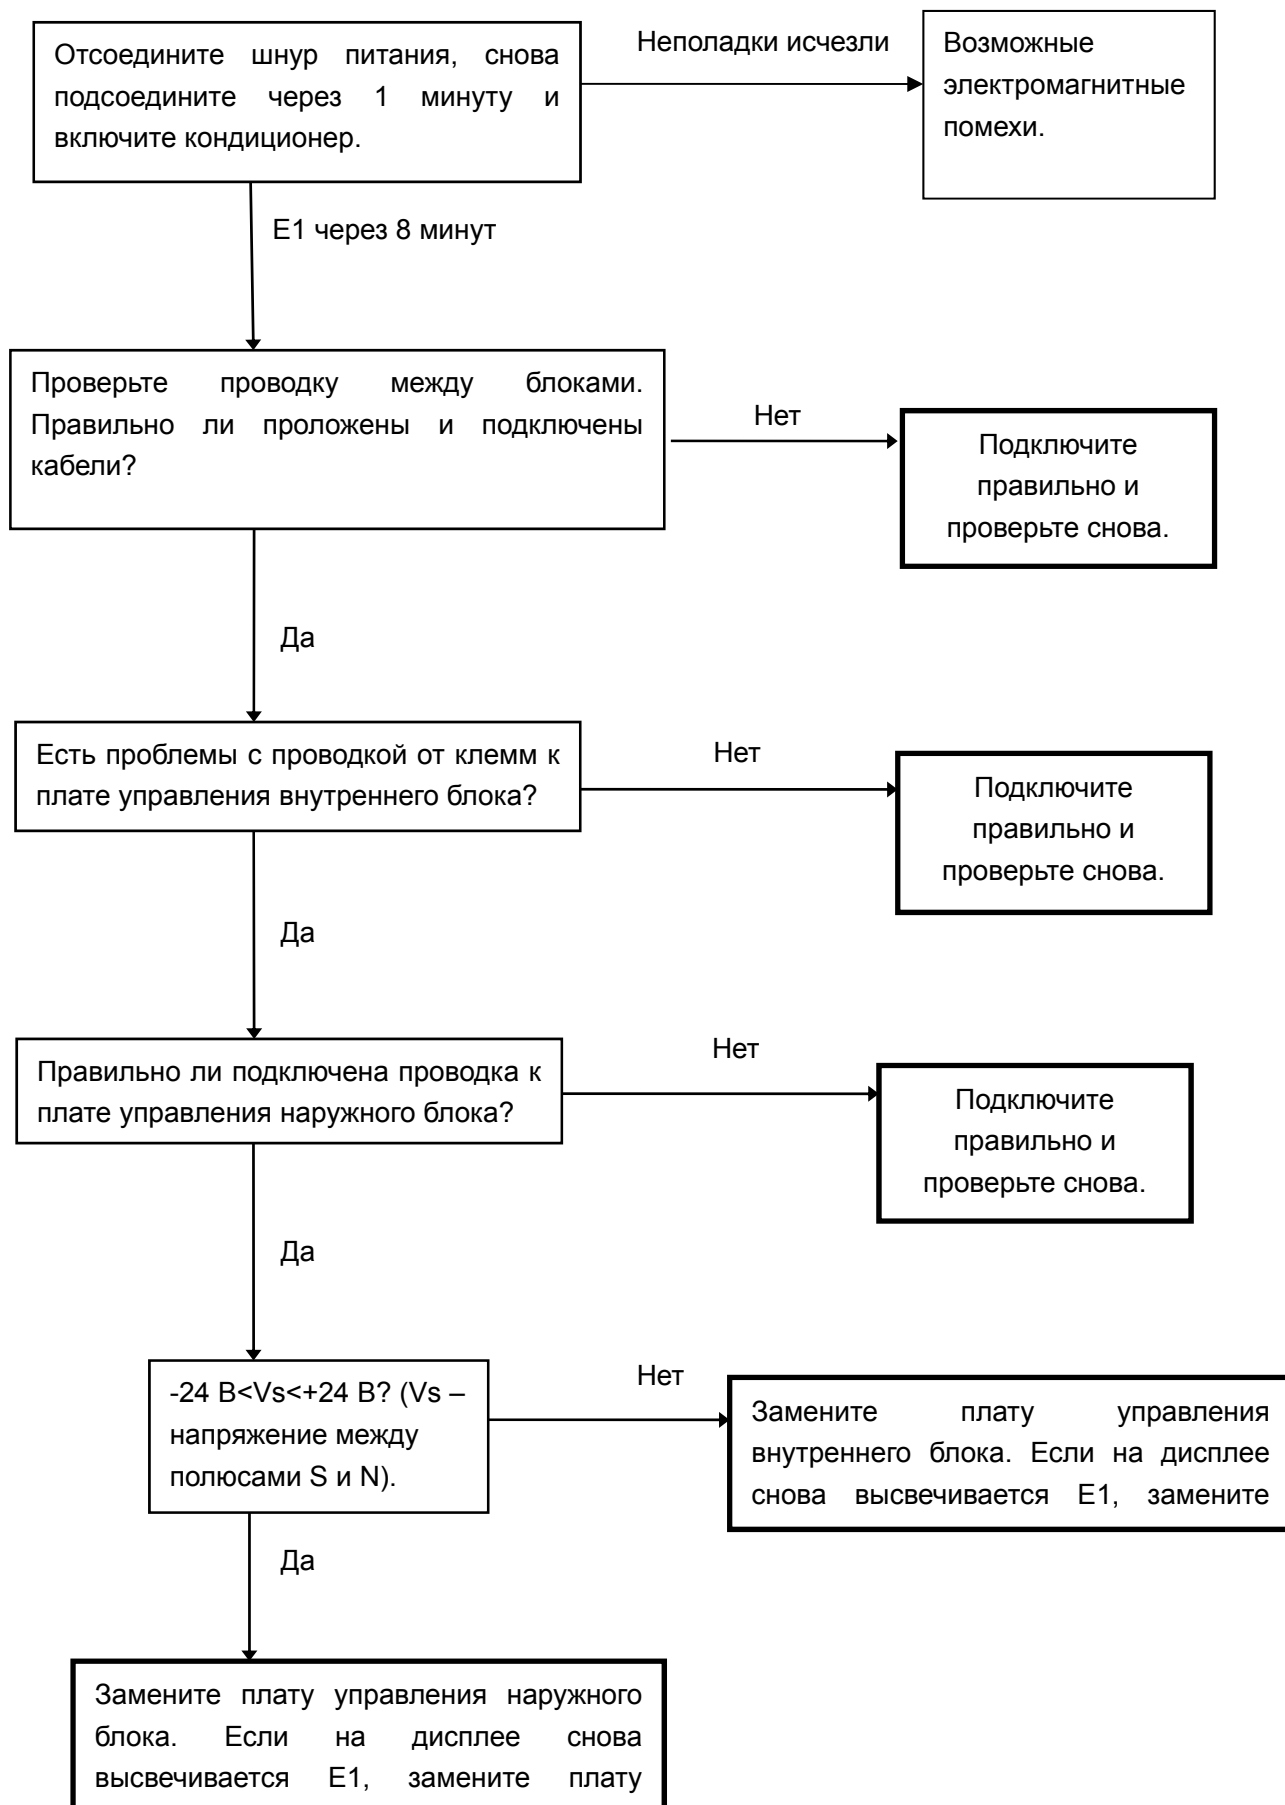 Отсоедините шнур питания, снова
подсоедините через 1 минуту и
включите кондиционер.
Неполадки исчезли
Возможные
электромагнитные
помехи.
E1 через 8 минут
Проверьте проводку между блоками.
Правильно ли проложены и подключены
кабели?
Нет
Подключите
правильно и
проверьте снова.
Да
Есть проблемы с проводкой от клемм к
плате управления внутреннего блока?
Нет
Подключите
правильно и
проверьте снова.
Да
Правильно ли подключена проводка к
плате управления наружного блока?
Нет
Подключите
правильно и
проверьте снова.
Да
-24 В<Vs<+24 В? (Vs –
напряжение между
полюсами S и N).
Нет
Замените плату управления
внутреннего блока. Если на дисплее
снова высвечивается E1, замените
Да
Замените плату управления наружного
блока. Если на дисплее снова
высвечивается E1, замените плату